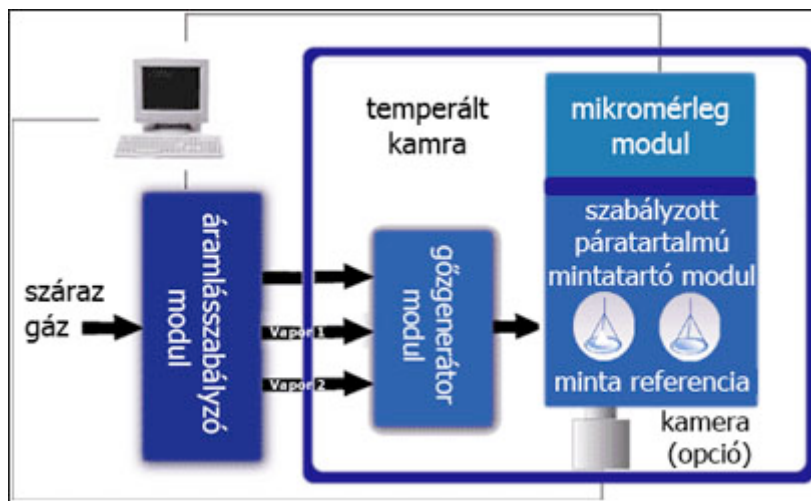 temperált
kamra
mikromérleg
modul
száraz
gáz
áramlásszabályzó
modul
Vapor 1
Vapor 2
gőzgenerátor
modul
szabályzott
páratartalmú
mintatartó modul
minta referencia
kamera
(opció)